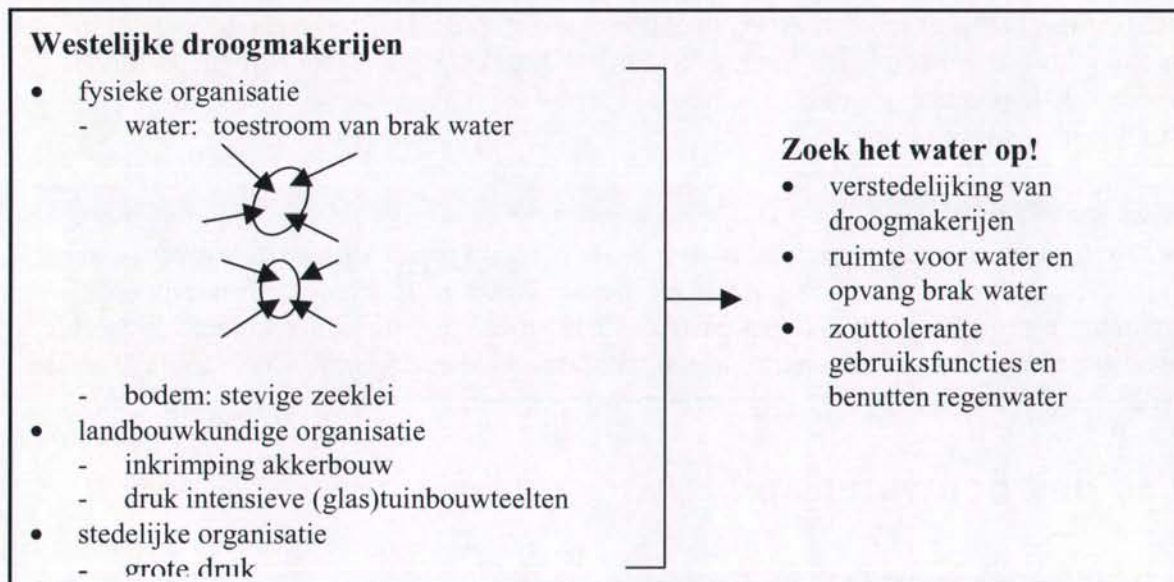 Westelijke droogmakerijen
• fysieke organisatie
- water: toestroom van brak water
- bodem: stevige zeeklei
• landbouwkundige organisatie
- inkrimping akkerbouw
- druk intensieve (glas)tuinbouwteelten
• stedelijke organisatie
- grote druk
Zoek het water op!
• verstedelijking van
droogmakerijen
• ruimte voor water en
opvang brak water
• zouttolerante
gebruiksfuncties en
benutten regenwater